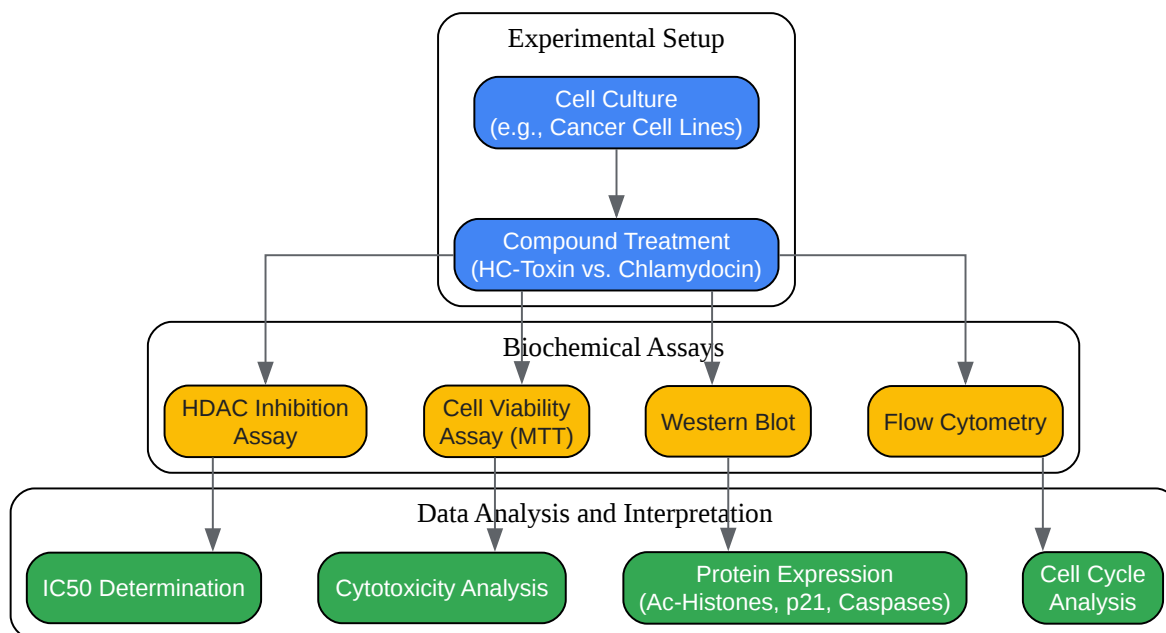 Experimental Setup
Cell Culture
(e.g., Cancer Cell Lines)
Compound Treatment
(HC-Toxin vs. Chlamydocin)
Biochemical Assays
HDAC Inhibition
Assay
Cell Viability
Assay (MTT)
Western Blot
Flow Cytometry
Data Analysis and Interpretation
IC50 Determination
Cytotoxicity Analysis
Protein Expression
(Ac-Histones, p21, Caspases)
Cell Cycle
Analysis